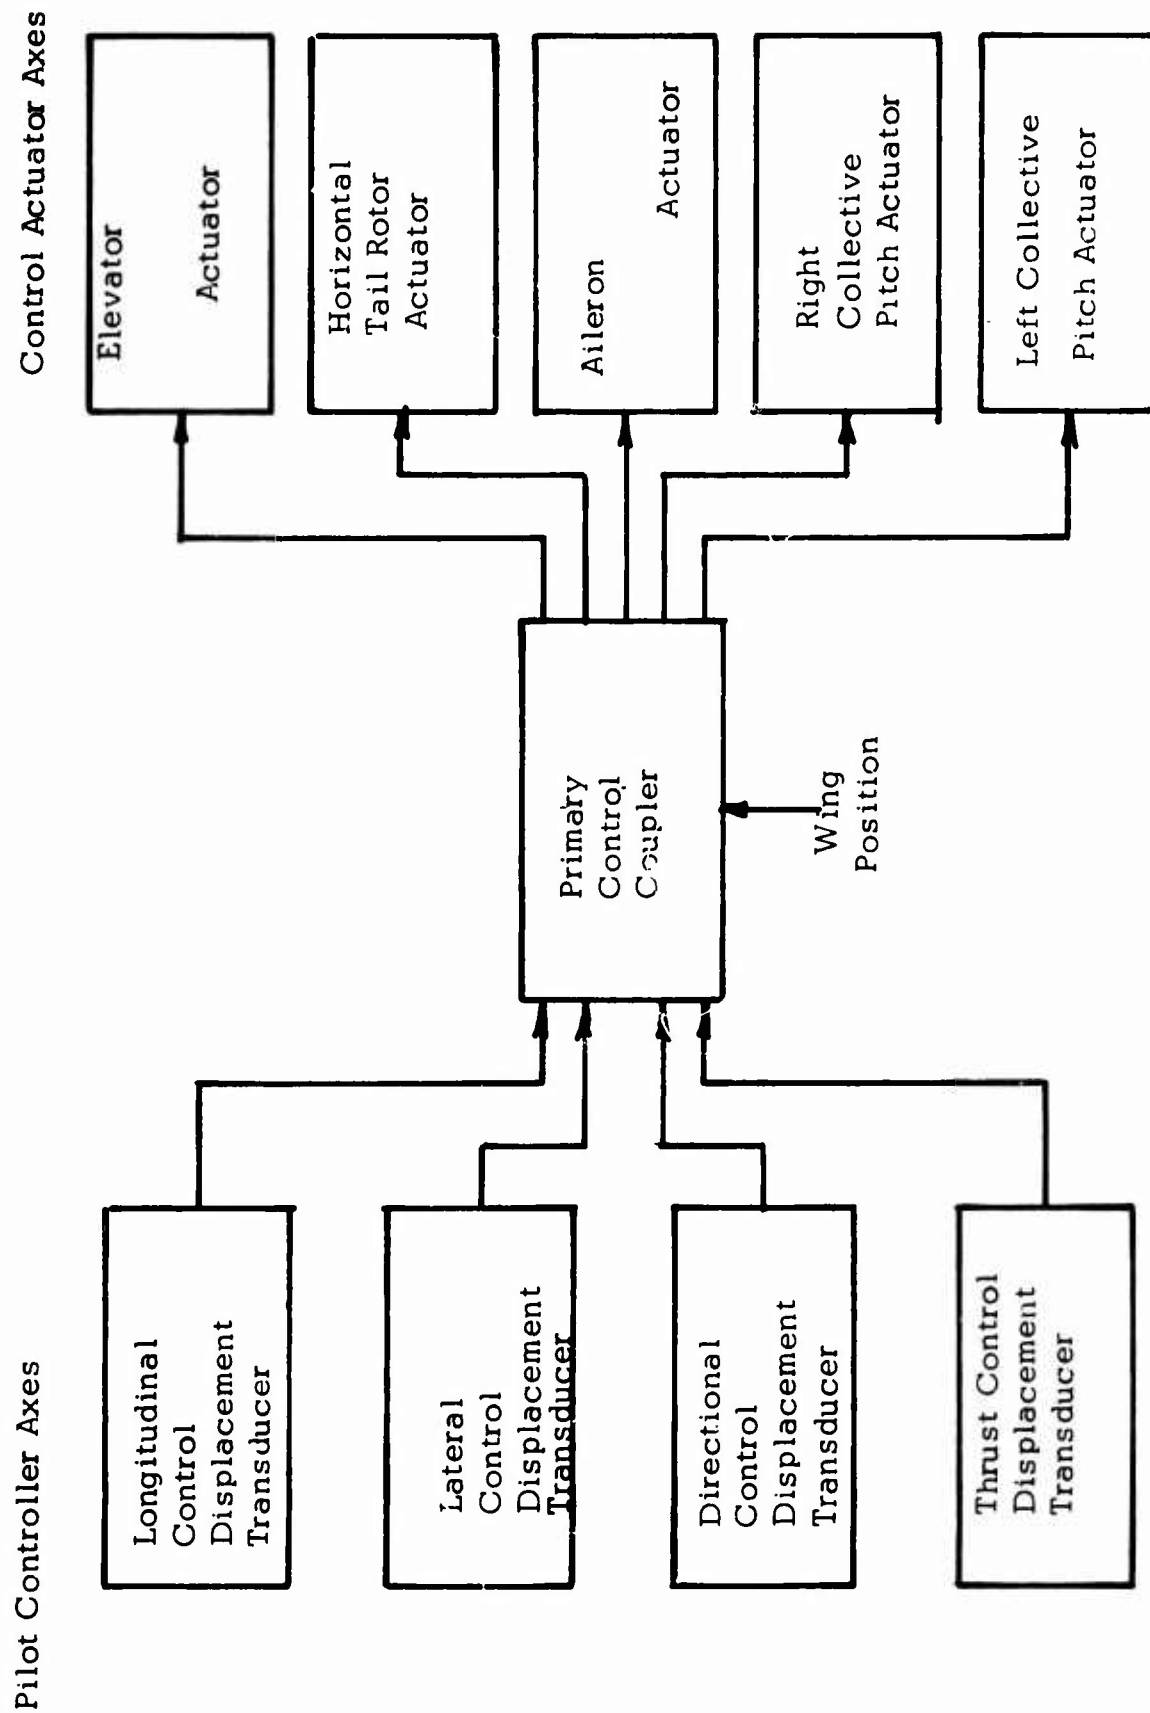 Pilot Controller Axes
Longitudinal
Control
Displacement
Transducer
Lateral
Control
Displacement
Transducer
Directional
Control
Displacement
Transducer
Thrust Control
Displacement
Transducer
Primary
Control
Coupler
Wing
Position
Control Actuator Axes
Elevator
Actuator
Horizontal
Tail Rotor
Actuator
Aileron
Actuator
Right
Collective
Pitch Actuator
Left Collective
Pitch Actuator